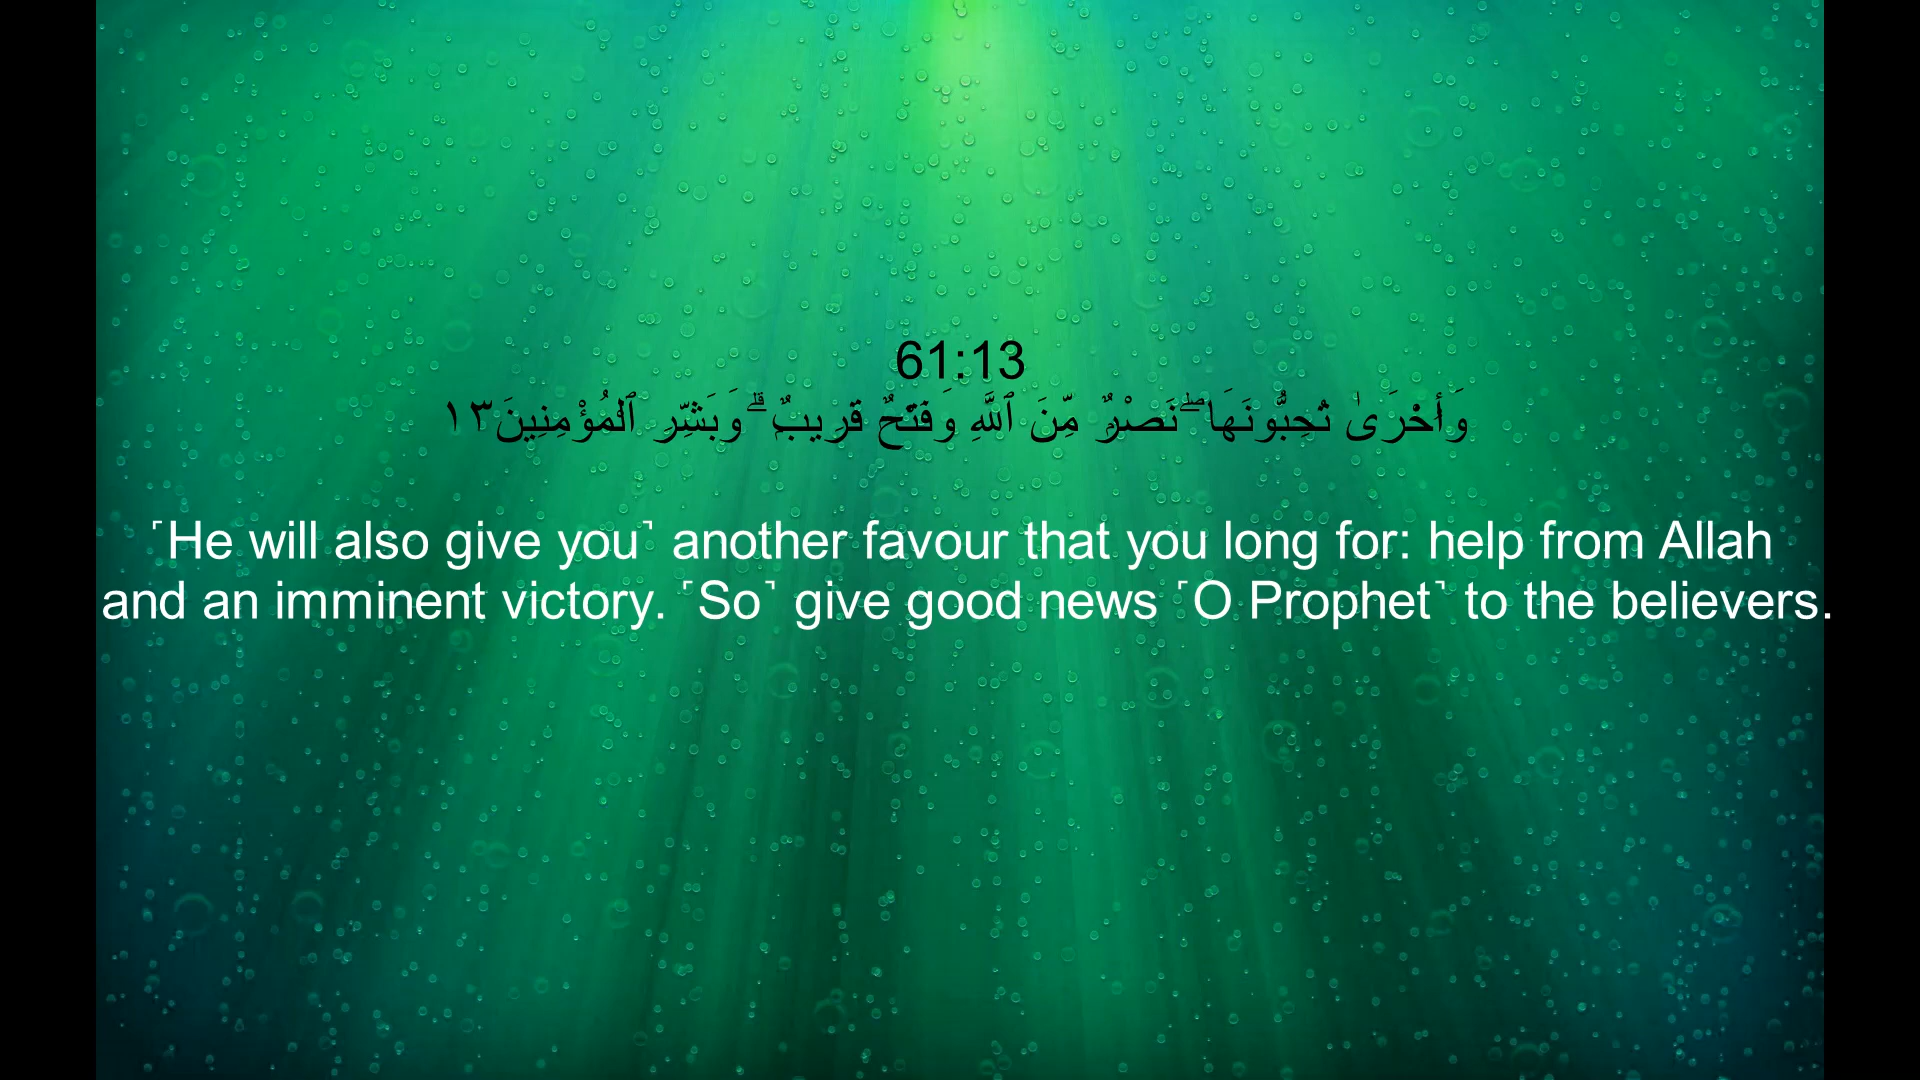 61:13
وَأُخْرَىٰ تُحِبُّونَهَا ۖ نَصْرٌ مِّنَ ٱللَّهِ وَفَتْحٌ قَرِيبٌ ۗ وَبَشِّرِ ٱلْمُؤْمِنِينَ ١٣
˹He will also give you˺ another favour that you long for: help from Allah
and an imminent victory. ˹So˺ give good news ˹O Prophet˺ to the believers.